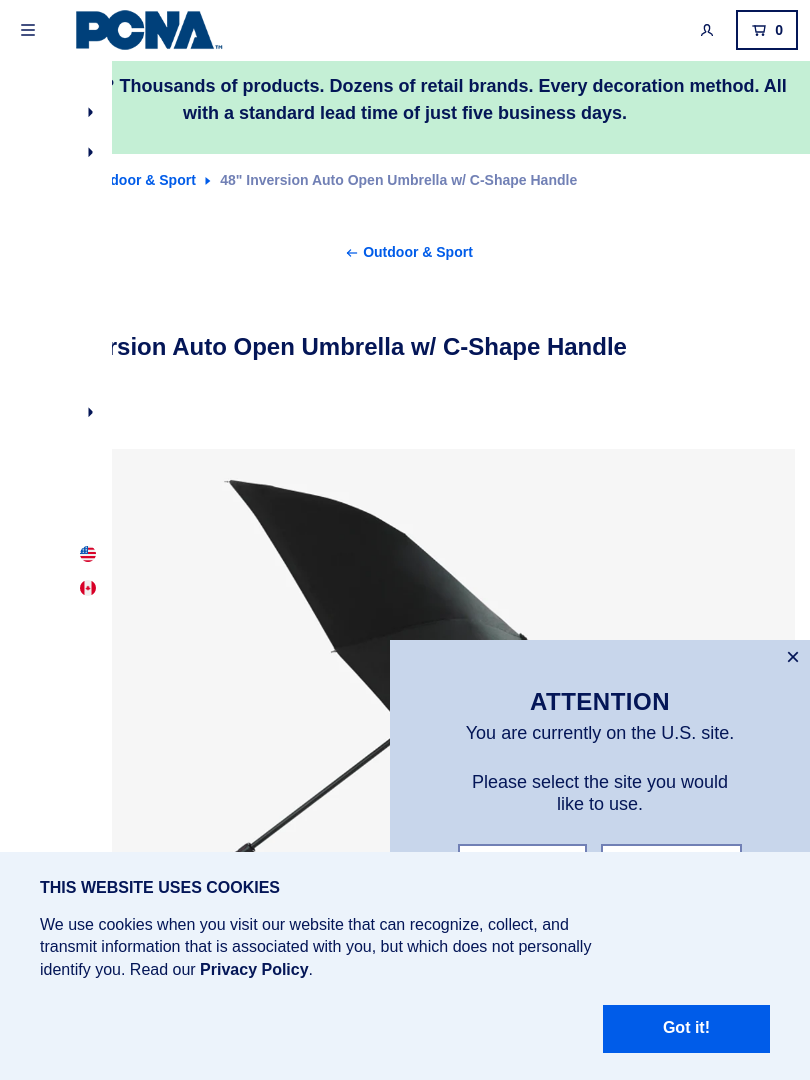 PCNA
0
Thousands of products. Dozens of retail brands. Every decoration method. All
with a standard lead time of just five business days.
door & Sport 48" Inversion Auto Open Umbrella w/ C-Shape Handle
Outdoor & Sport
rsion Auto Open Umbrella w/ C-Shape Handle
ATTENTION
You are currently on the U.S. site.
Please select the site you would
like to use.
THIS WEBSITE USES COOKIES
We use cookies when you visit our website that can recognize, collect, and
transmit information that is associated with you, but which does not personally
identify you. Read our Privacy Policy.
Got it!